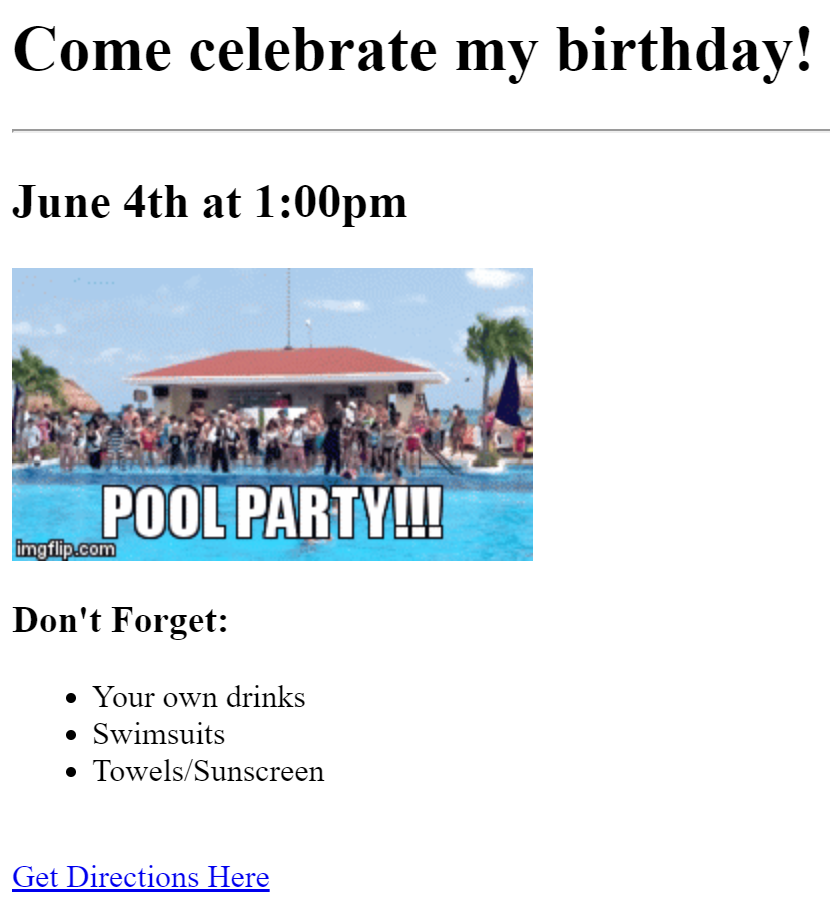 Come celebrate my birthday!
June 4th at 1:00pm
POOL PARTY!!!
imgflip.com
Don't Forget:
Your own drinks
Swimsuits
Towels/Sunscreen
Get Directions Here